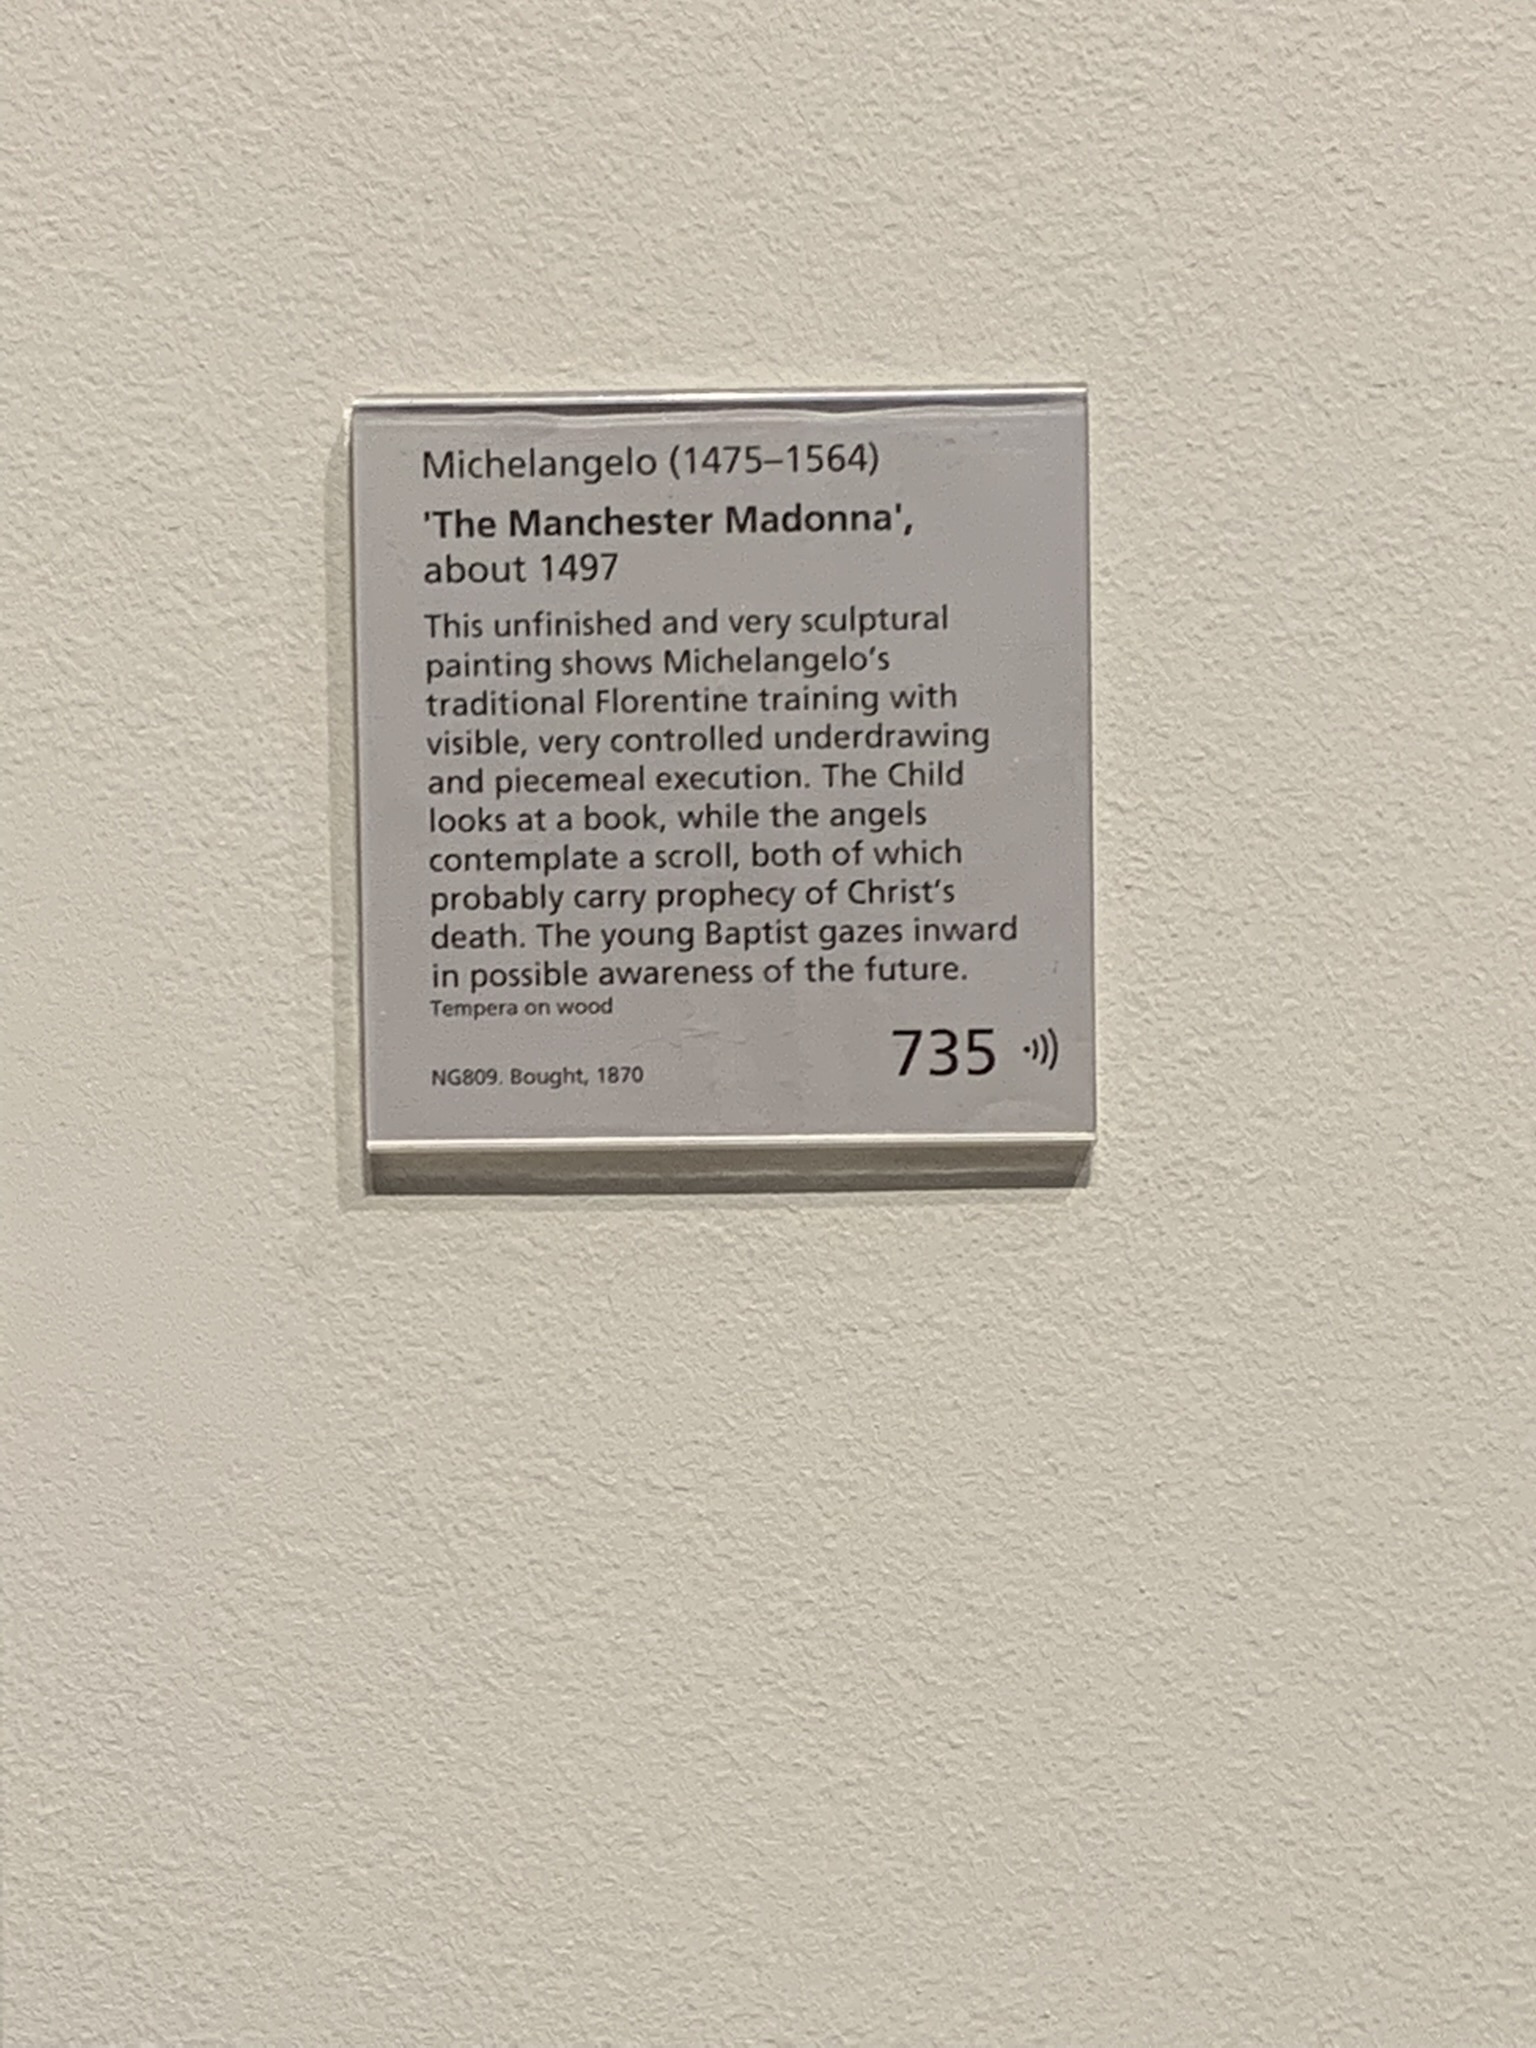 Michelangelo (1475–1564)
'The Manchester Madonna',
about 1497
This unfinished and very sculptural
painting shows Michelangelo’s
traditional Florentine training with
visible, very controlled underdrawing
and piecemeal execution. The Child
looks at a book, while the angels
contemplate a scroll, both of which
probably carry prophecy of Christ’s
death. The young Baptist gazes inward
in possible awareness of the future.
Tempera on wood
735
NG809. Bought, 1870